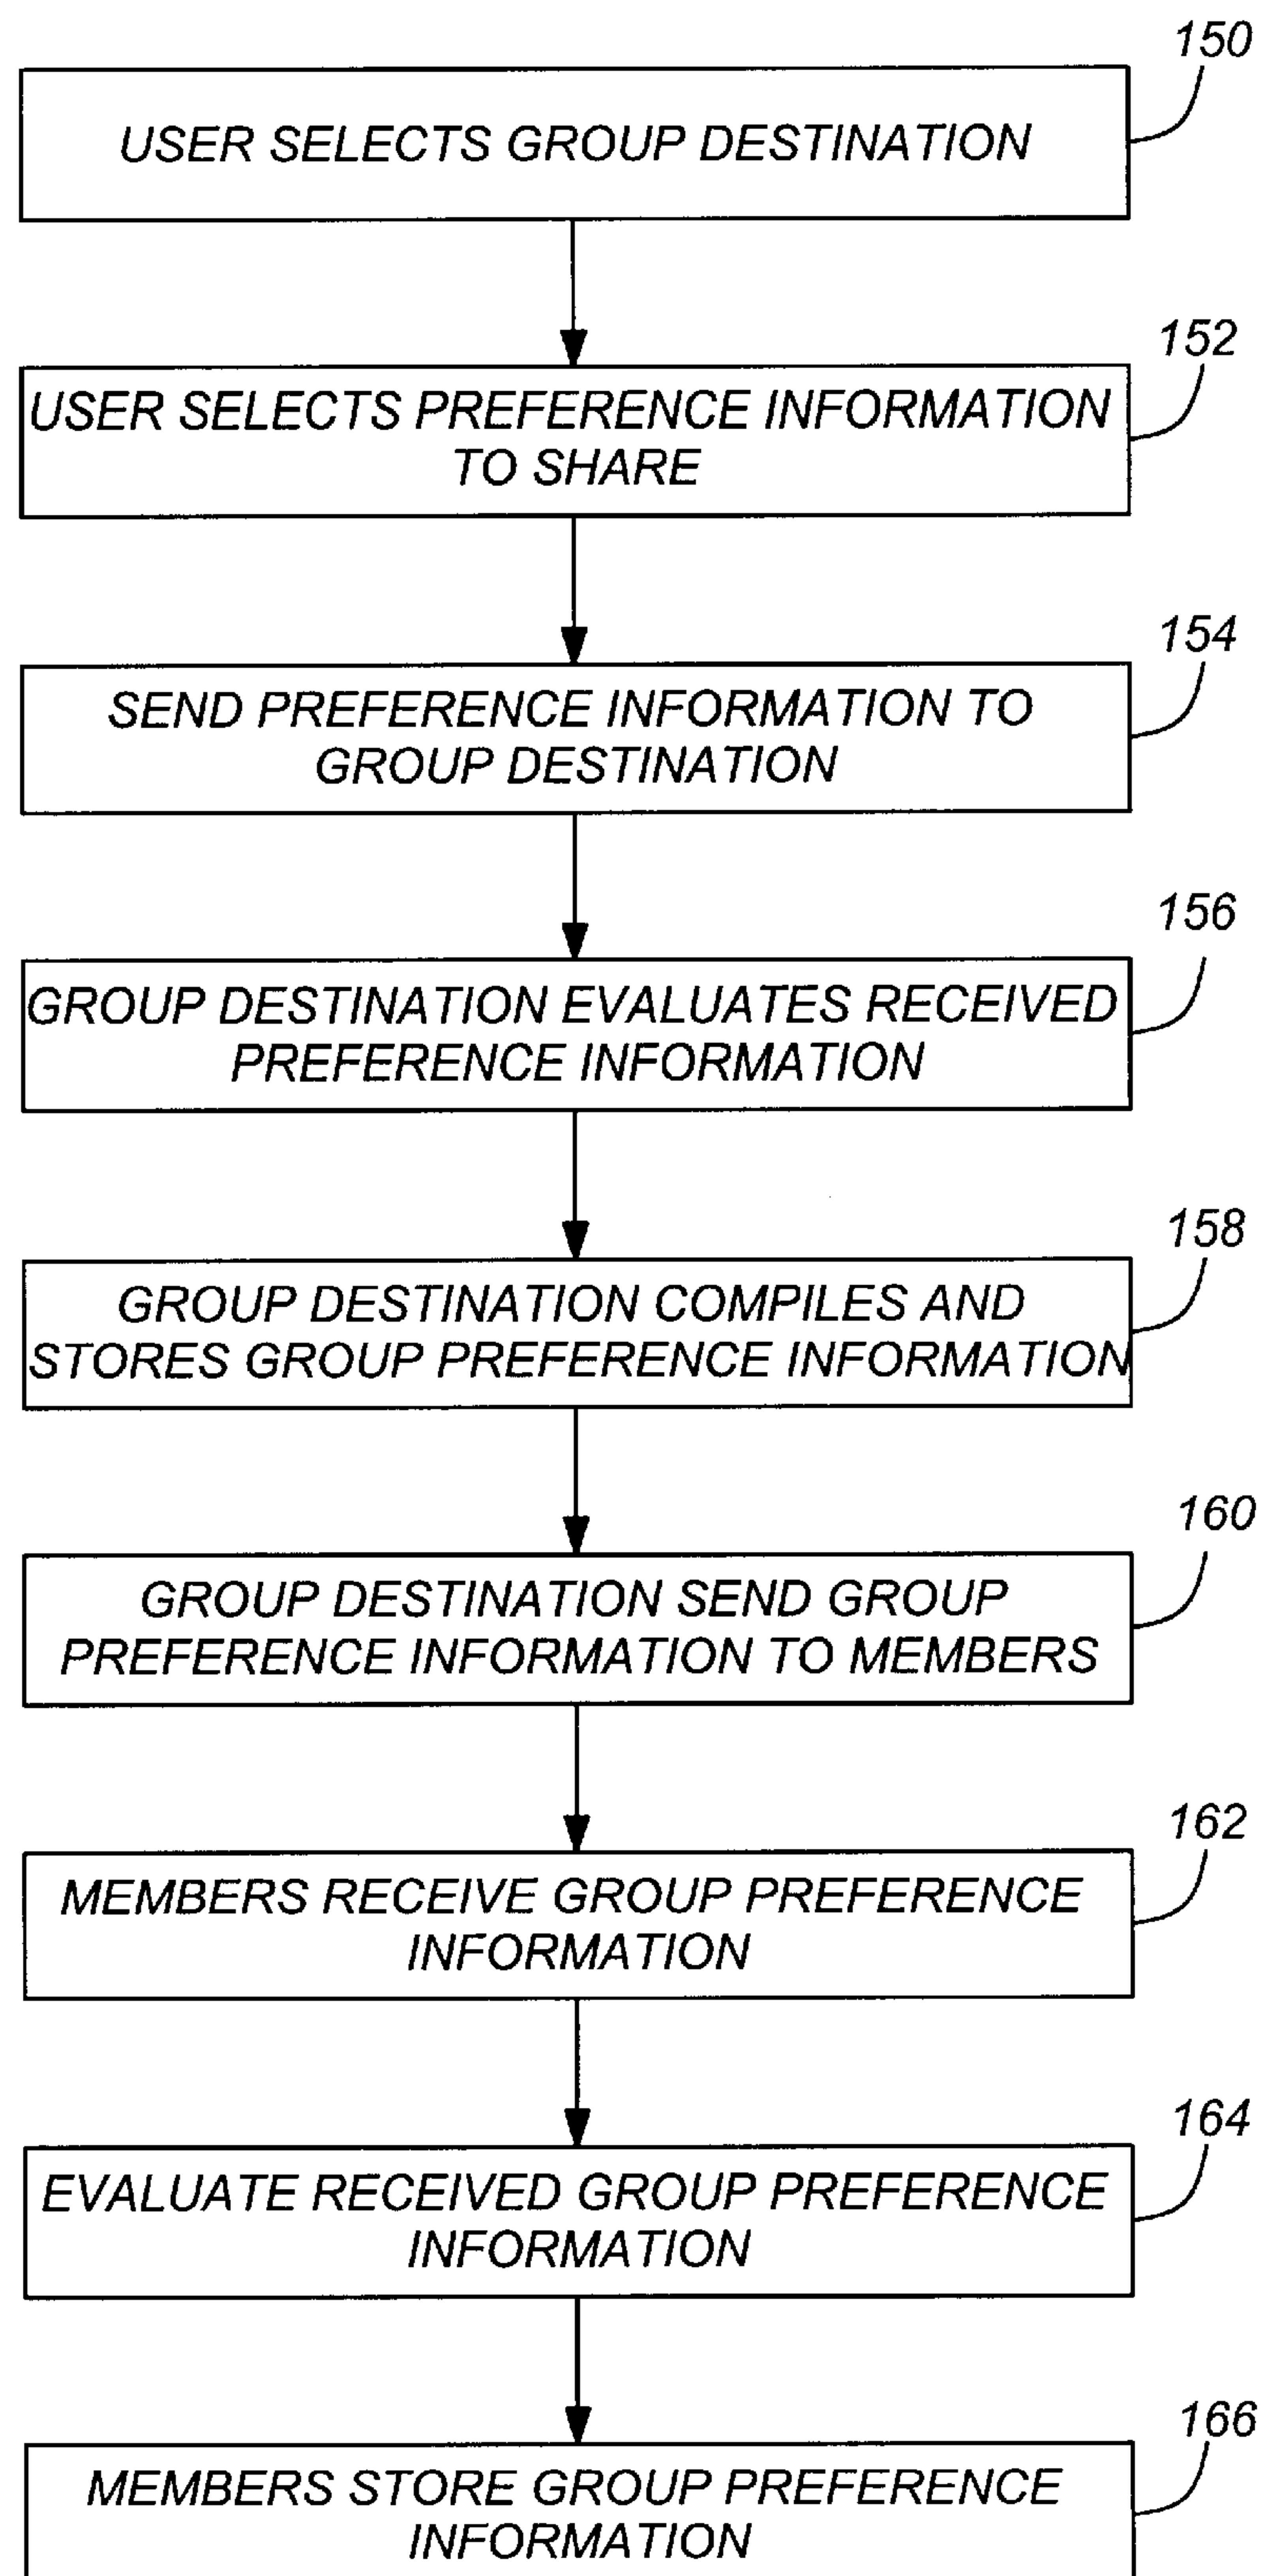 150
USER SELECTS GROUP DESTINATION
152
USER SELECTS PREFERENCE INFORMATION
TO SHARE
154
SEND PREFERENCE INFORMATION TO
GROUP DESTINATION
156
GROUP DESTINATION EVALUATES RECEIVED
PREFERENCE INFORMATION
158
GROUP DESTINATION COMPILES AND
STORES GROUP PREFERENCE INFORMATION
160
GROUP DESTINATION SEND GROUP
PREFERENCE INFORMATION TO MEMBERS
162
MEMBERS RECEIVE GROUP PREFERENCE
INFORMATION
164
EVALUATE RECEIVED GROUP PREFERENCE
INFORMATION
166
MEMBERS STORE GROUP PREFERENCE
INFORMATION